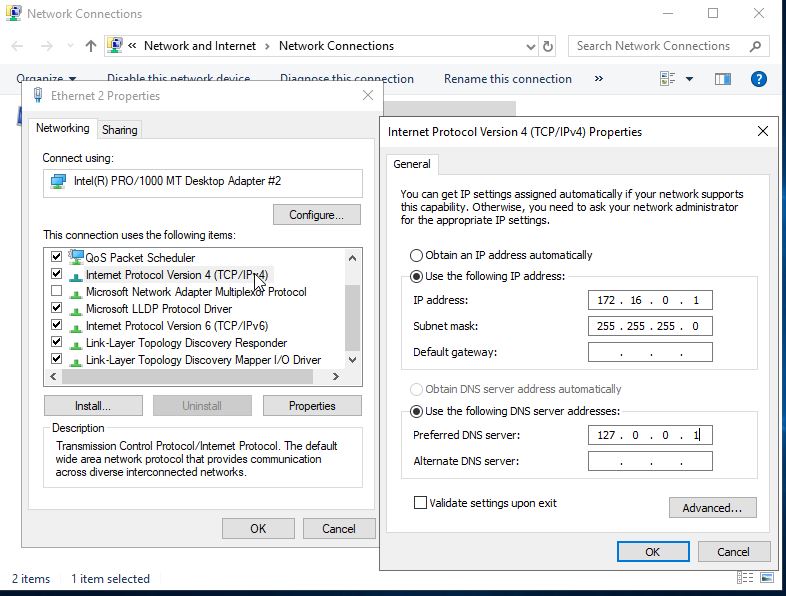 Network Connections
« Network and Internet › Network Connections
Search Network Connections
Organize Disable this network device Diagnose this connection Rename this connection »
Ethernet 2 Properties
Networking Sharing
Connect using:
Intel(R) PRO/1000 MT Desktop Adapter #2
Configure...
This connection uses the following items:
QoS Packet Scheduler
Internet Protocol Version 4 (TCP/IPv4)
Microsoft Network Adapter Multiplexor Protocol
Microsoft LLDP Protocol Driver
Internet Protocol Version 6 (TCP/IPv6)
Link-Layer Topology Discovery Responder
Link-Layer Topology Discovery Mapper I/O Driver
Install... Uninstall Properties
Description
Transmission Control Protocol/Internet Protocol. The default
wide area network protocol that provides communication
across diverse interconnected networks.
OK Cancel
Internet Protocol Version 4 (TCP/IPv4) Properties
General
You can get IP settings assigned automatically if your network supports
this capability. Otherwise, you need to ask your network administrator
for the appropriate IP settings.
Obtain an IP address automatically
Use the following IP address:
IP address: 172 . 16 . 0 . 1
Subnet mask: 255 . 255 . 255 . 0
Default gateway: . . .
Obtain DNS server address automatically
Use the following DNS server addresses:
Preferred DNS server: 127 . 0 . 0 . 1
Alternate DNS server: . . .
Validate settings upon exit
Advanced...
OK Cancel
2 items 1 item selected